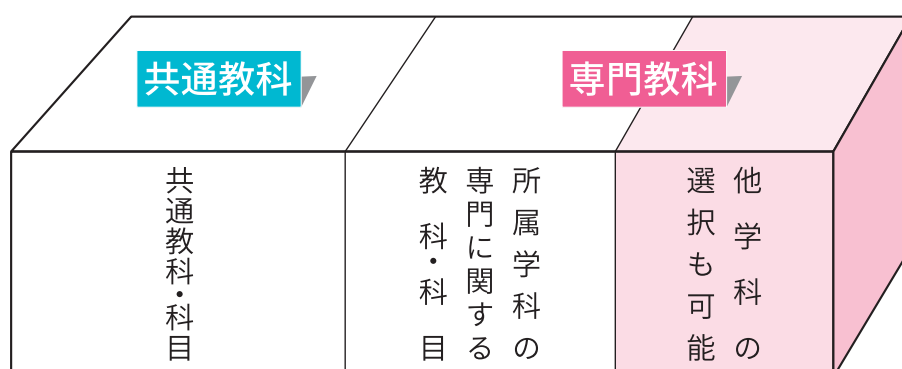 共通教科
専門教科
共通教科・科目
所属学科の
専門に関する
教科・科目
他学科の
選択も可能